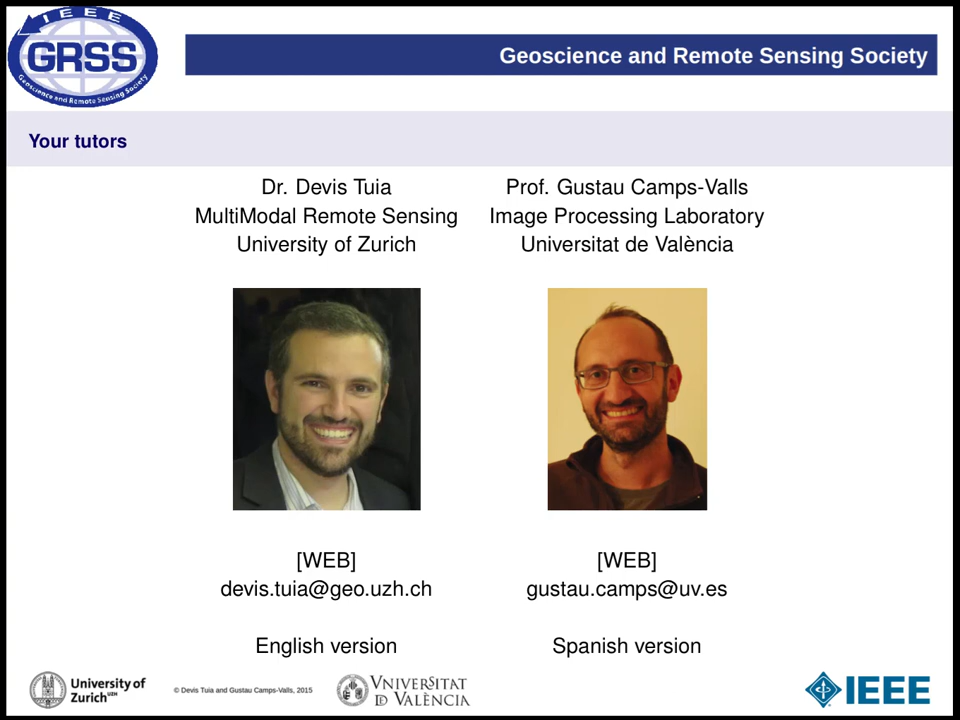 IEEE
GRSS
Geoscience and Remote Sensing Society
Geoscience and Remote Sensing Society
Your tutors
Dr. Devis Tuia
MultiModal Remote Sensing
University of Zurich
Prof. Gustau Camps-Valls
Image Processing Laboratory
Universitat de València
[WEB]
devis.tuia@geo.uzh.ch
English version
[WEB]
gustau.camps@uv.es
Spanish version
University of
Zurich UZH
© Devis Tuia and Gustau Camps-Valls, 2015
VNIVERSITAT
D VALÈNCIA
IEEE